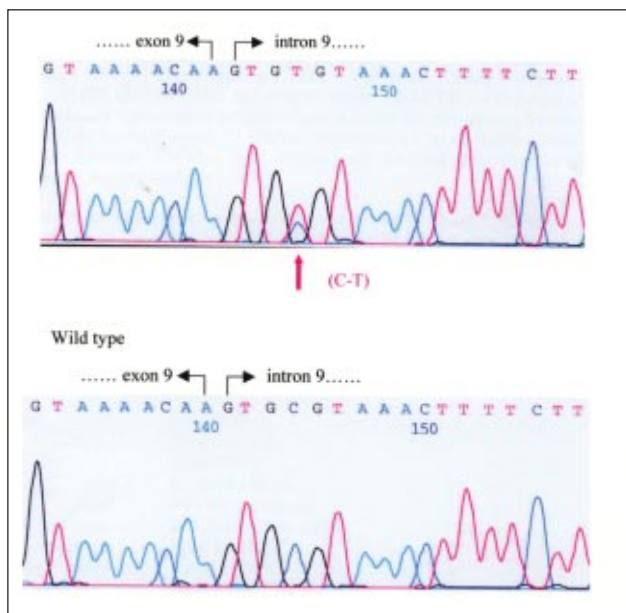 ...... exon 9 intron 9......
G T A A A A C A A G T G T G T A A A C T T T T C T T
140 150
(C-T)
Wild type
...... exon 9 intron 9......
G T A A A A C A A G T G C G T A A A C T T T T C T T
140 150